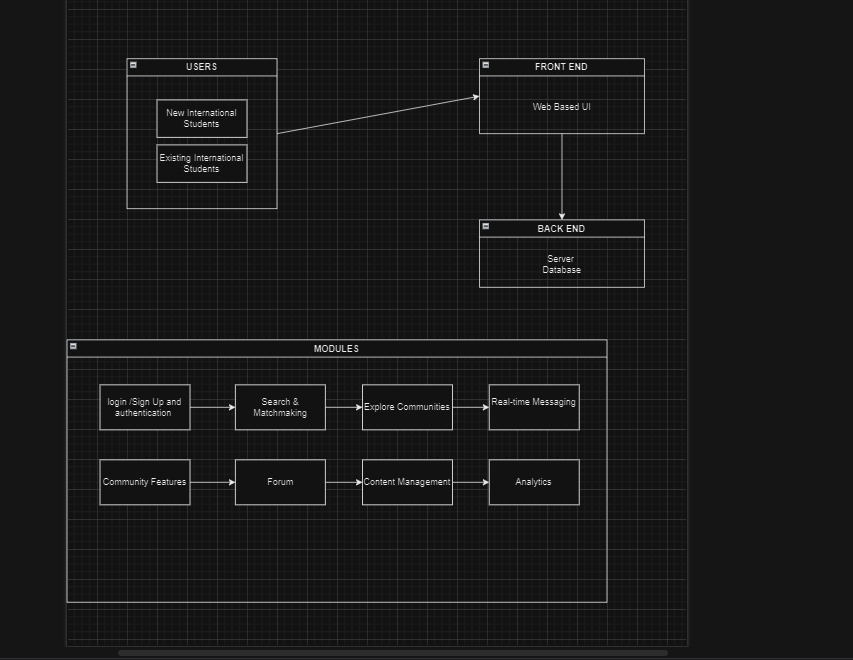 USERS
New International
Students
Existing International
Students
FRONT END
Web Based UI
BACK END
Server
Database
MODULES
login /Sign Up and
authentication
Search &
Matchmaking
Explore Communities
Real-time Messaging
Community Features
Forum
Content Management
Analytics